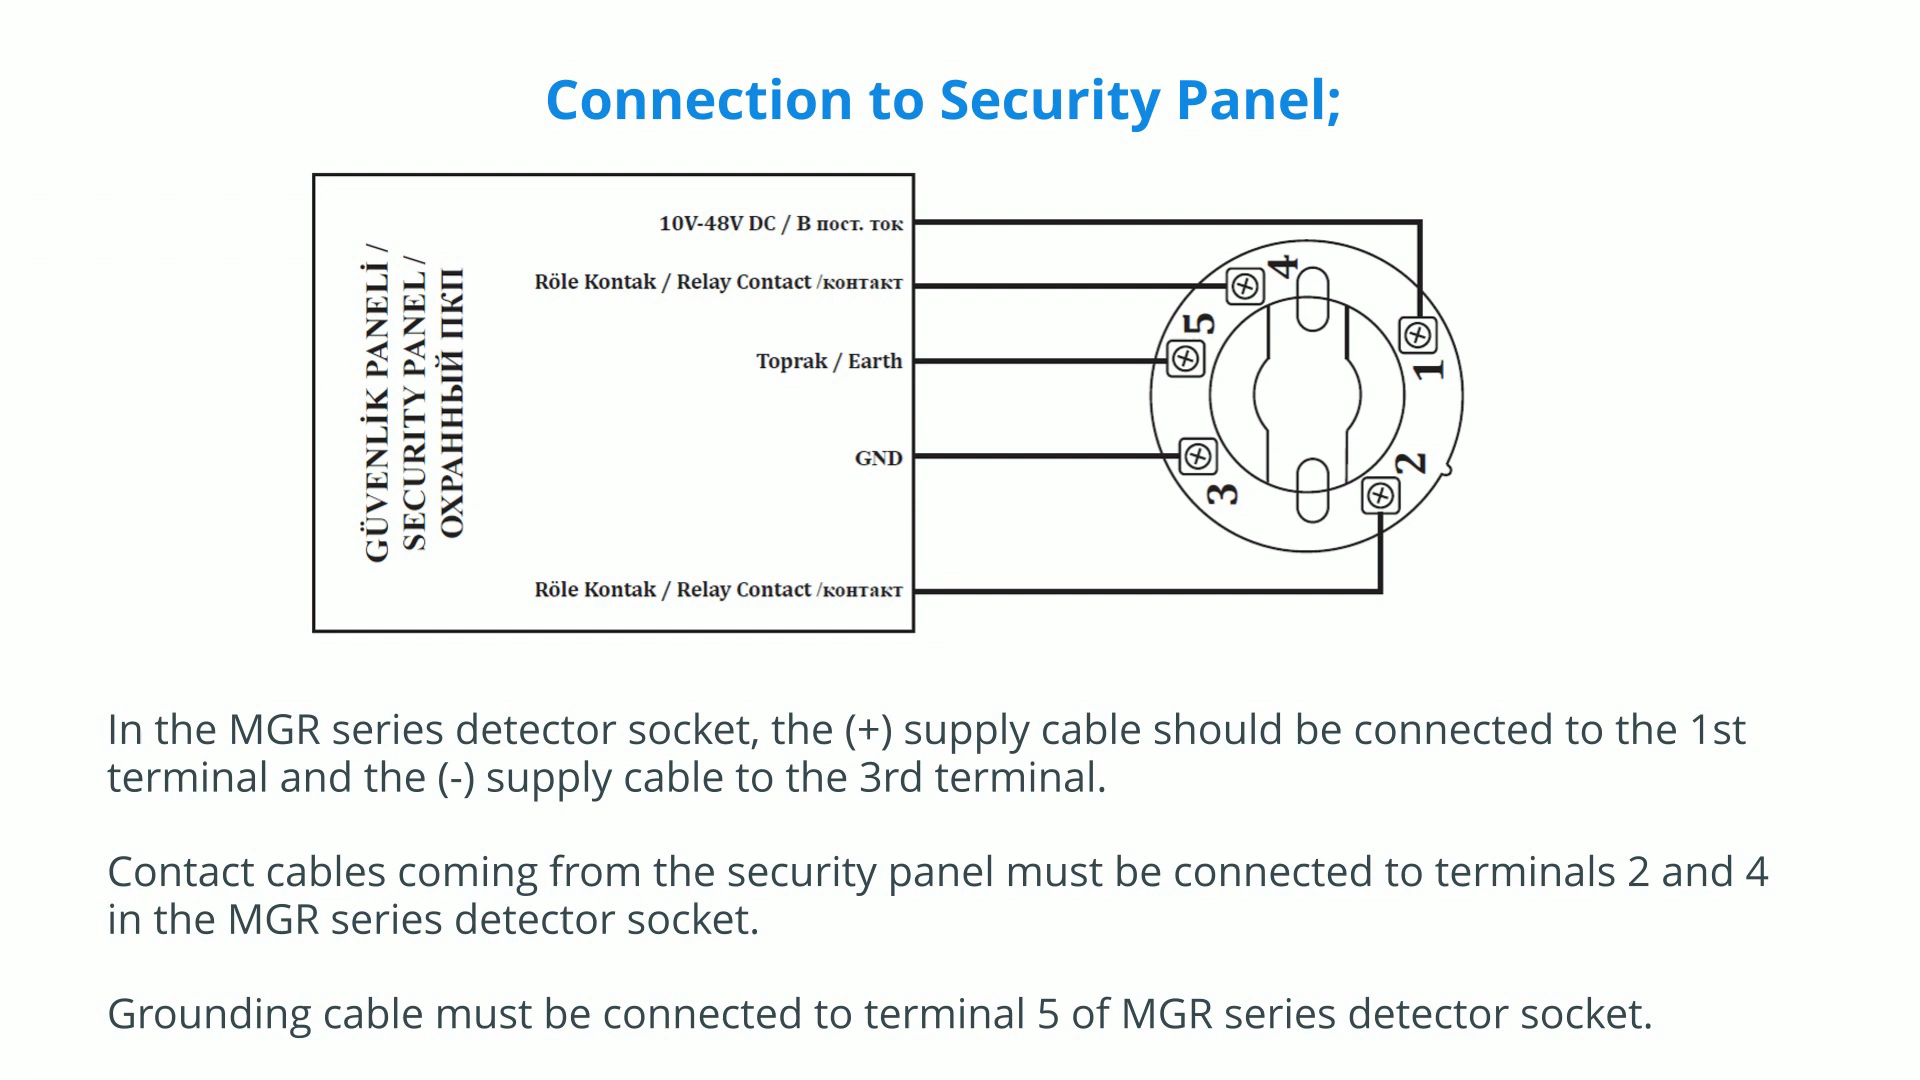 Connection to Security Panel;
GÜVENLİK PANELİ /
SECURITY PANEL /
ОХРАННЫЙ ПКП
10V-48V DC / В пост. ток
Röle Kontak / Relay Contact /контакт
Toprak / Earth
GND
Röle Kontak / Relay Contact /контакт
4
5
1
2
3
In the MGR series detector socket, the (+) supply cable should be connected to the 1st
terminal and the (-) supply cable to the 3rd terminal.
Contact cables coming from the security panel must be connected to terminals 2 and 4
in the MGR series detector socket.
Grounding cable must be connected to terminal 5 of MGR series detector socket.